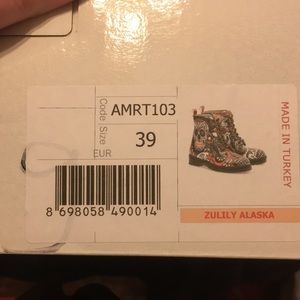 Code
AMRT103
Size
39
EUR
8 698058 490014
MADE IN TURKEY
ZULILY ALASKA